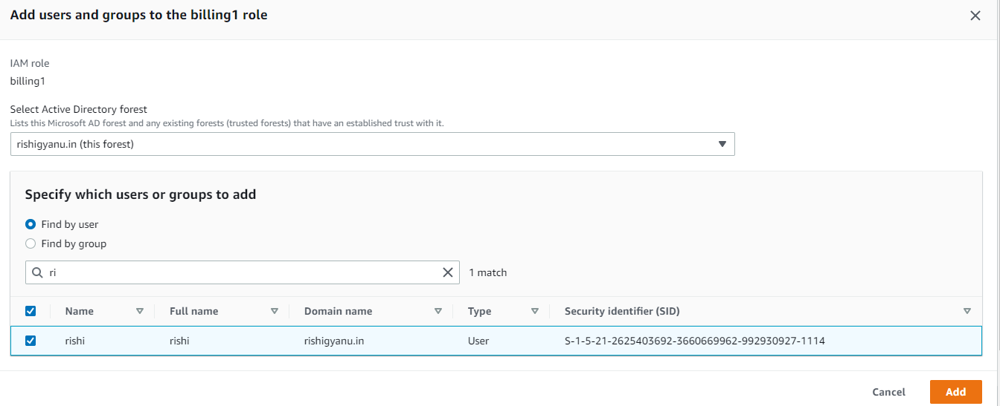 Add users and groups to the billing1 role
IAM role
billing1
Select Active Directory forest
Lists this Microsoft AD forest and any existing forests (trusted forests) that have an established trust with it.
rishigyanu.in (this forest)
Specify which users or groups to add
Find by user
Find by group
ri 1 match
Name Full name Domain name Type Security identifier (SID)
rishi rishi rishigyanu.in User S-1-5-21-2625403692-3660669962-992930927-1114
Cancel Add